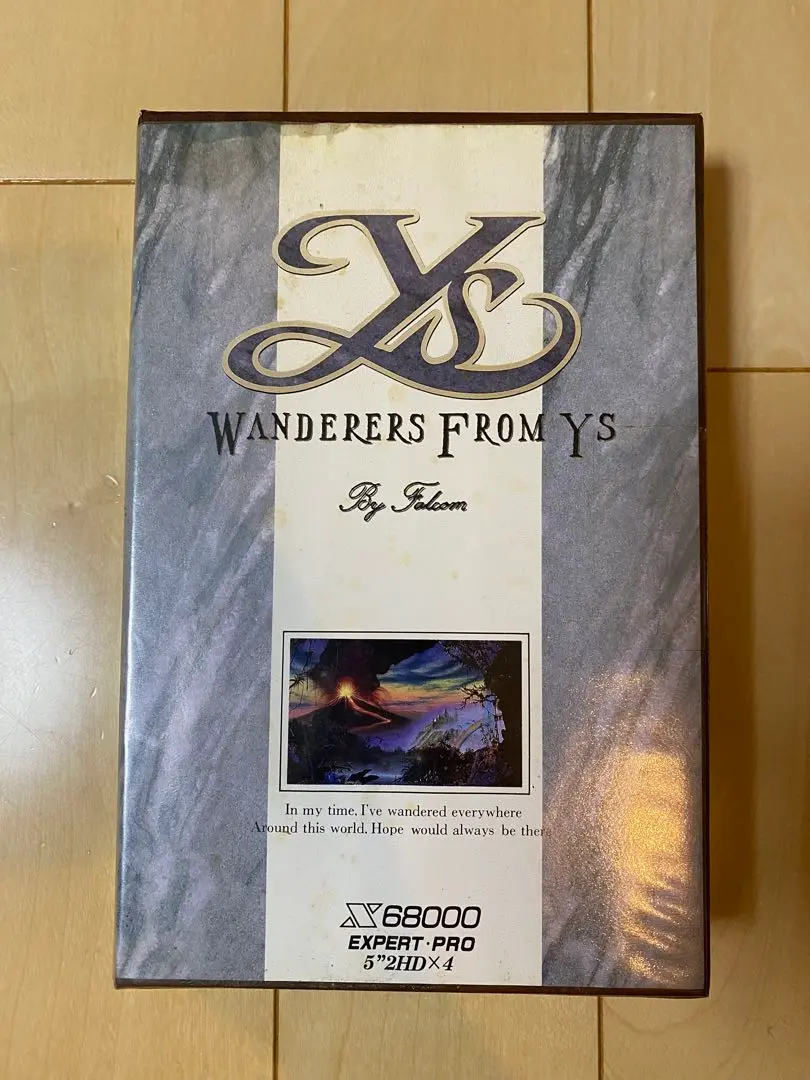 Ys
WANDERERS FROM YS
By Falcom
In my time, I've wandered everywhere
Around this world, Hope would always be there
X68000
EXPERT·PRO
5”2HD×4